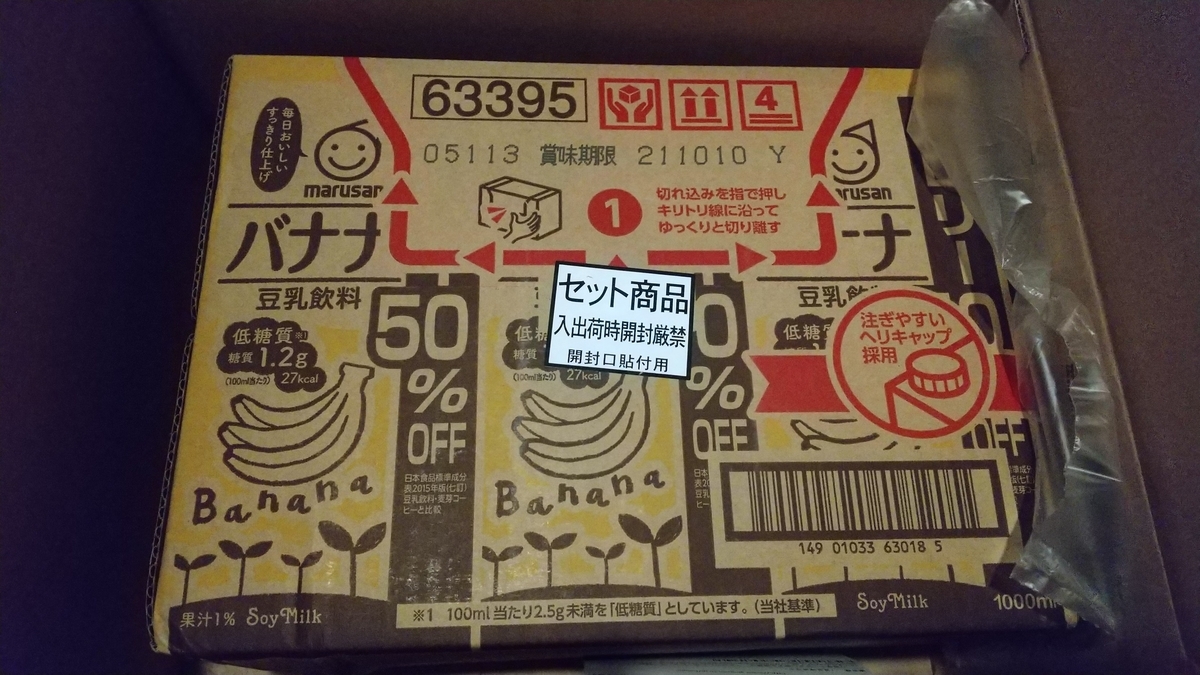 63395
4
05113 賞味期限 211010 Y
毎日おいしい
すっきり仕上げ
marusan
1
切れ込みを指で押し
キリトリ線に沿って
ゆっくりと切り離す
rusan
バナナ
ーナ
豆乳飲料
豆乳飲
セット商品
入出荷時開封厳禁
開封口貼付用
低糖質※1
糖質1.2g
(100ml当たり) 27kcal
50
%
OFF
低糖
糖質
(100ml当たり) 27kcal
0
%
OFF
低糖
注ぎやすい
ヘリキャップ
採用
Banana
日本食品標準成分
表2015年版(七訂)
豆乳飲料・麦芽コー
ヒーと比較
Banana
149 01033 63018 5
果汁1% SoyMilk
※1 100ml当たり2.5g未満を「低糖質」としています。(当社基準)
SoyMilk
1000ml